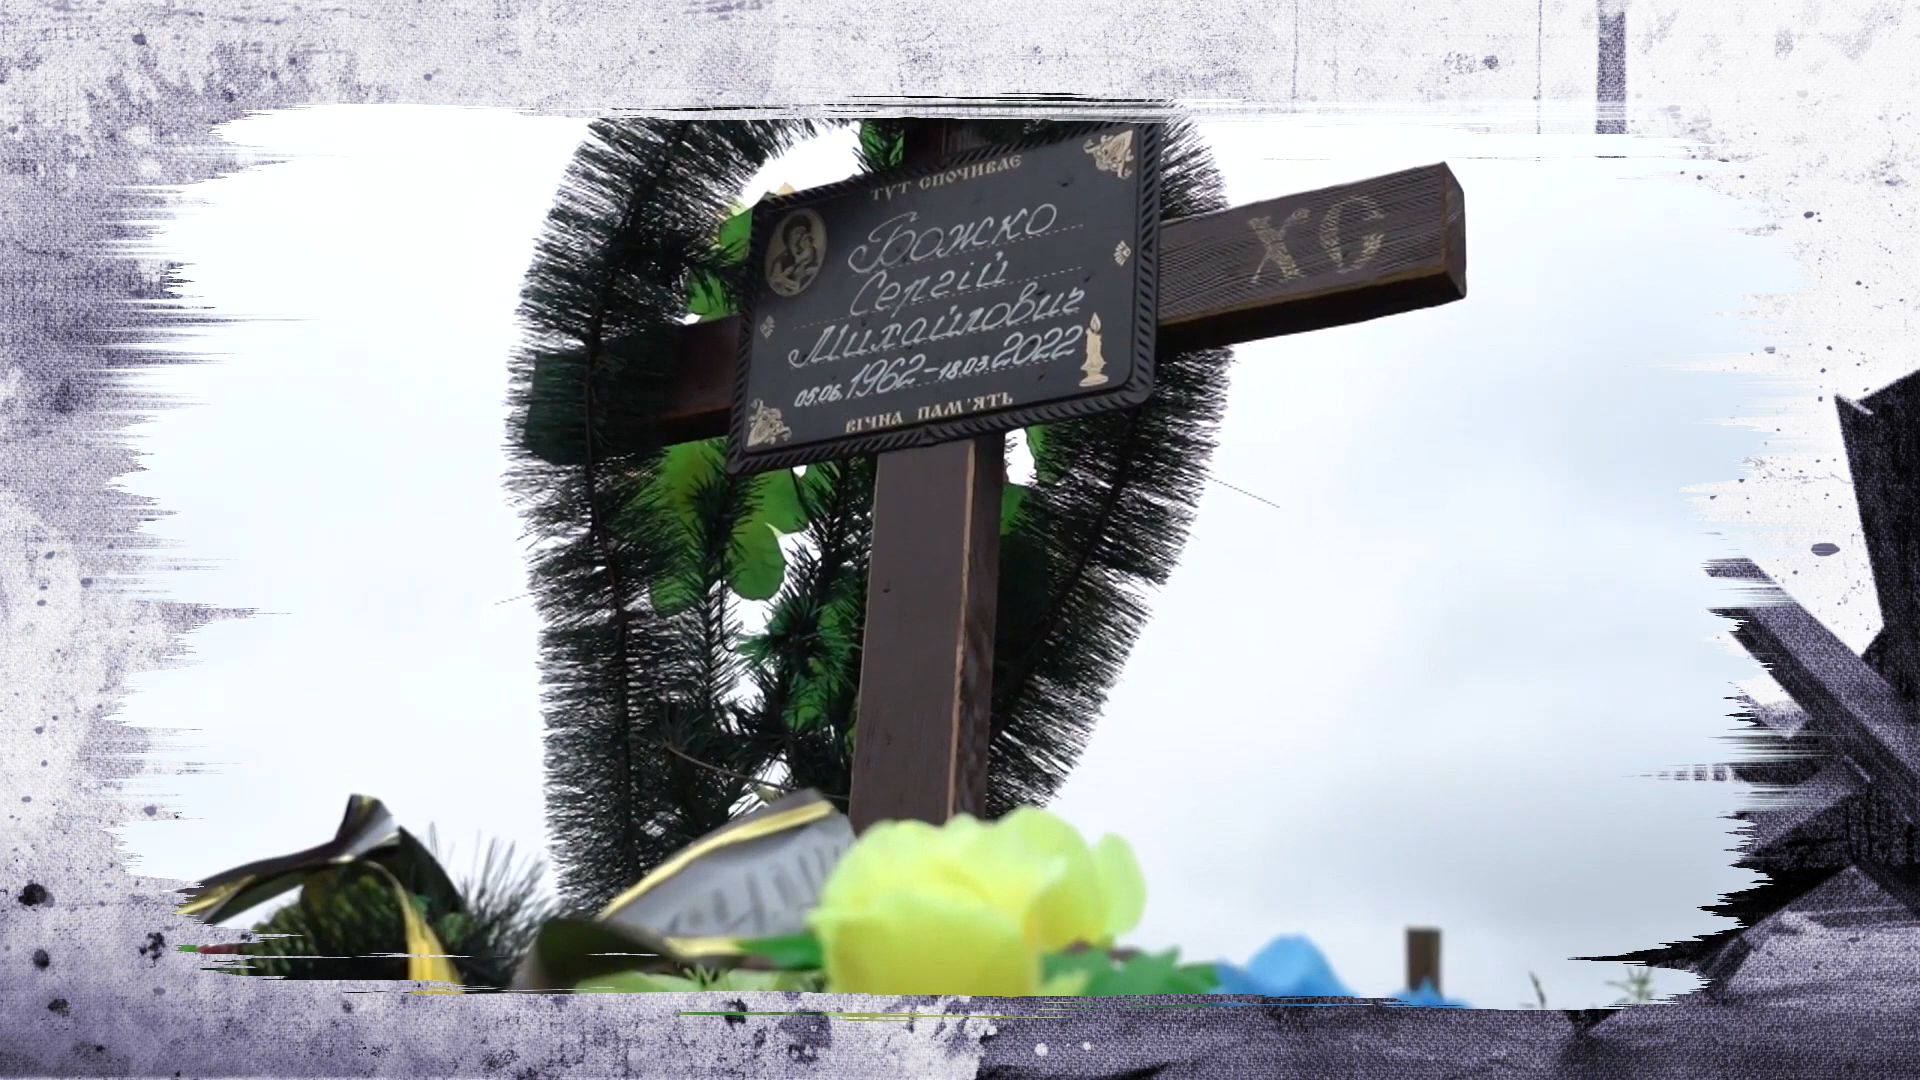 ТУТ СПОЧИВАЄ
Божко
Сергій
Михайлович
05.06.1962-18.03.2022
ВІЧНА ПАМ'ЯТЬ
ХС